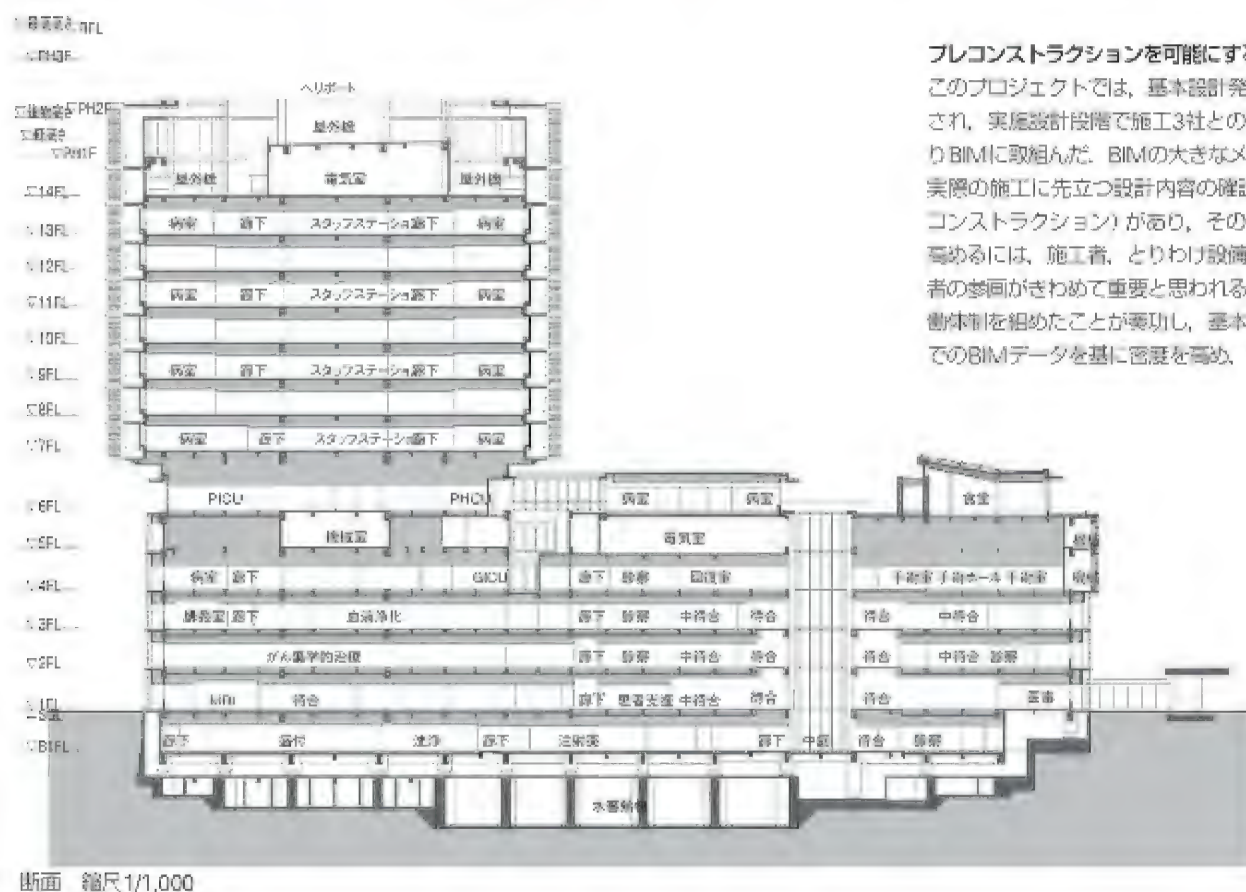 プレコンストラクションを可能にする
このプロジェクトでは，基本設計発
され，実施設計段階で施工3社との
りBIMに取組んだ．BIMの大きなメ
実際の施工に先立つ設計内容の確認
コンストラクション)があり，その
高めるには，施工者，とりわけ設備
者の参画がきわめて重要と思われる
働体制を組めたことが奏功し，基本
でのBIMデータを基に密度を高め，
ヘリポート
▽PH2F
屋外機
▽PH1F
屋外機 電気室 屋外機
▽14FL
▽13FL 病室 廊下 スタッフステーション 廊下 病室
▽12FL
▽11FL 病室 廊下 スタッフステーション 廊下 病室
▽10FL
▽9FL 病室 廊下 スタッフステーション 廊下 病室
▽8FL
▽7FL 病室 廊下 スタッフステーション 廊下 病室
▽6FL PICU PHCU 病室 病室 食堂
▽5FL 機械室 電気室
▽4FL 病室 廊下 GICU 廊下 診察 回復室 手術室 手術ホール 手術室
▽3FL 廊下 血液浄化 廊下 診察 中待合 待合 待合 中待合
▽2FL がん薬学的治療 廊下 診察 中待合 待合 待合 中待合 診察
▽1FL MRI 待合 廊下 患者支援 中待合 待合 待合 医事
▽B1FL 廊下 洗浄 廊下 注射薬 廊下 中庭 待合 診察
水蓄熱槽
断面 縮尺1/1,000